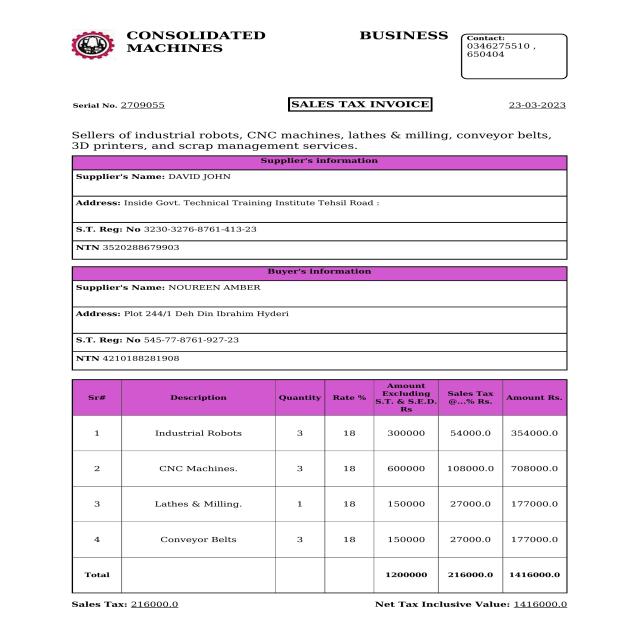 CONSOLIDATED BUSINESS
MACHINES
Contact:
0346275510 ,
650404
Serial No. 2709055
SALES TAX INVOICE
23-03-2023
Sellers of industrial robots, CNC machines, lathes & milling, conveyor belts,
3D printers, and scrap management services.
Supplier's information
Supplier's Name: DAVID JOHN
Address: Inside Govt. Technical Training Institute Tehsil Road :
S.T. Reg: No 3230-3276-8761-413-23
NTN 3520288679903
Buyer's information
Supplier's Name: NOUREEN AMBER
Address: Plot 244/1 Deh Din Ibrahim Hyderi
S.T. Reg: No 545-77-8761-927-23
NTN 4210188281908
Sr# Description Quantity Rate % Amount Excluding S.T. & S.E.D. Rs Sales Tax @...% Rs. Amount Rs.
1 Industrial Robots 3 18 300000 54000.0 354000.0
2 CNC Machines. 3 18 600000 108000.0 708000.0
3 Lathes & Milling. 1 18 150000 27000.0 177000.0
4 Conveyor Belts 3 18 150000 27000.0 177000.0
Total 1200000 216000.0 1416000.0
Sales Tax: 216000.0 Net Tax Inclusive Value: 1416000.0